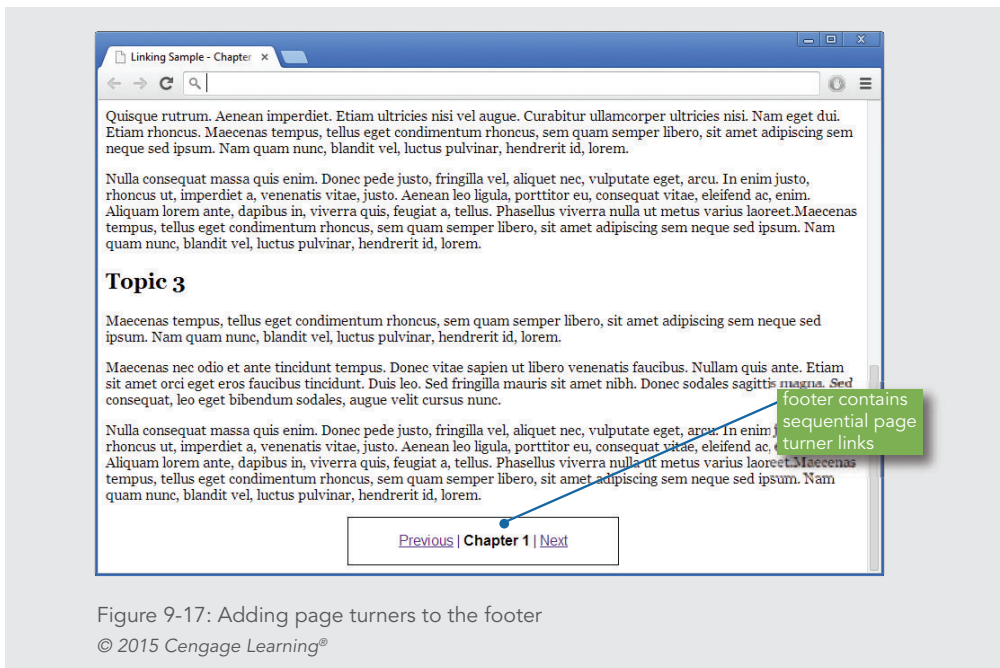 Linking Sample - Chapter
Quisque rutrum. Aenean imperdiet. Etiam ultricies nisi vel augue. Curabitur ullamcorper ultricies nisi. Nam eget dui.
Etiam rhoncus. Maecenas tempus, tellus eget condimentum rhoncus, sem quam semper libero, sit amet adipiscing sem
neque sed ipsum. Nam quam nunc, blandit vel, luctus pulvinar, hendrerit id, lorem.
Nulla consequat massa quis enim. Donec pede justo, fringilla vel, aliquet nec, vulputate eget, arcu. In enim justo,
rhoncus ut, imperdiet a, venenatis vitae, justo. Aenean leo ligula, porttitor eu, consequat vitae, eleifend ac, enim.
Aliquam lorem ante, dapibus in, viverra quis, feugiat a, tellus. Phasellus viverra nulla ut metus varius laoreet.Maecenas
tempus, tellus eget condimentum rhoncus, sem quam semper libero, sit amet adipiscing sem neque sed ipsum. Nam
quam nunc, blandit vel, luctus pulvinar, hendrerit id, lorem.
Topic 3
Maecenas tempus, tellus eget condimentum rhoncus, sem quam semper libero, sit amet adipiscing sem neque sed
ipsum. Nam quam nunc, blandit vel, luctus pulvinar, hendrerit id, lorem.
Maecenas nec odio et ante tincidunt tempus. Donec vitae sapien ut libero venenatis faucibus. Nullam quis ante. Etiam
sit amet orci eget eros faucibus tincidunt. Duis leo. Sed fringilla mauris sit amet nibh. Donec sodales sagittis magna. Sed
consequat, leo eget bibendum sodales, augue velit cursus nunc.
footer contains
sequential page
turner links
Nulla consequat massa quis enim. Donec pede justo, fringilla vel, aliquet nec, vulputate eget, arcu. In enim
rhoncus ut, imperdiet a, venenatis vitae, justo. Aenean leo ligula, porttitor eu, consequat vitae, eleifend ac,
Aliquam lorem ante, dapibus in, viverra quis, feugiat a, tellus. Phasellus viverra nulla ut metus varius laoreet.Maecenas
tempus, tellus eget condimentum rhoncus, sem quam semper libero, sit amet adipiscing sem neque sed ipsum. Nam
quam nunc, blandit vel, luctus pulvinar, hendrerit id, lorem.
Previous | Chapter 1 | Next
Figure 9-17: Adding page turners to the footer
© 2015 Cengage Learning®